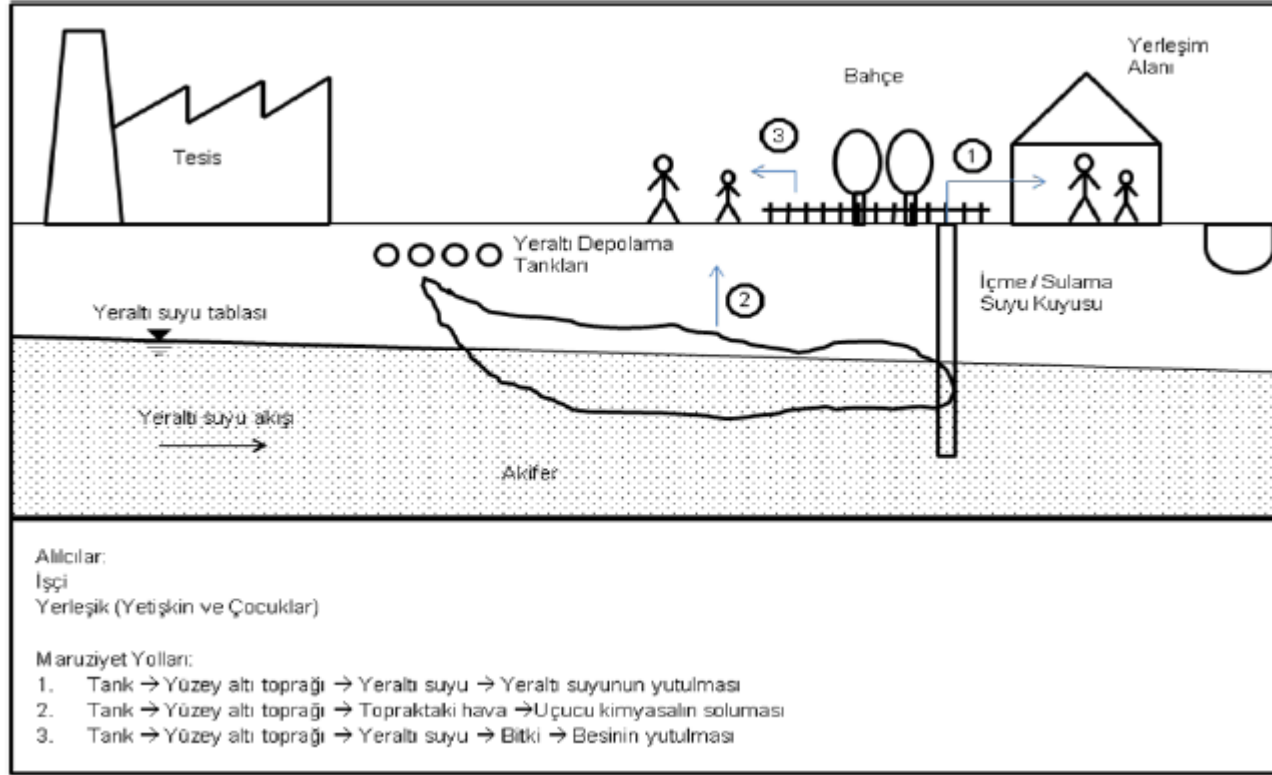 Yerleşim
Alanı
Bahçe
3
1
Tesis
Yeraltı Depolama
Tankları
2
İçme / Sulama
Suyu Kuyusu
Yeraltı suyu tablası
Yeraltı suyu akışı
Akifer
Alılcılar:
İşçi
Yerleşik (Yetişkin ve Çocuklar)
Maruziyet Yolları:
1. Tank → Yüzey altı toprağı → Yeraltı suyu → Yeraltı suyunun yutulması
2. Tank → Yüzey altı toprağı → Topraktaki hava →Uçucu kimyasalın soluması
3. Tank → Yüzey altı toprağı → Yeraltı suyu → Bitki → Besinin yutulması